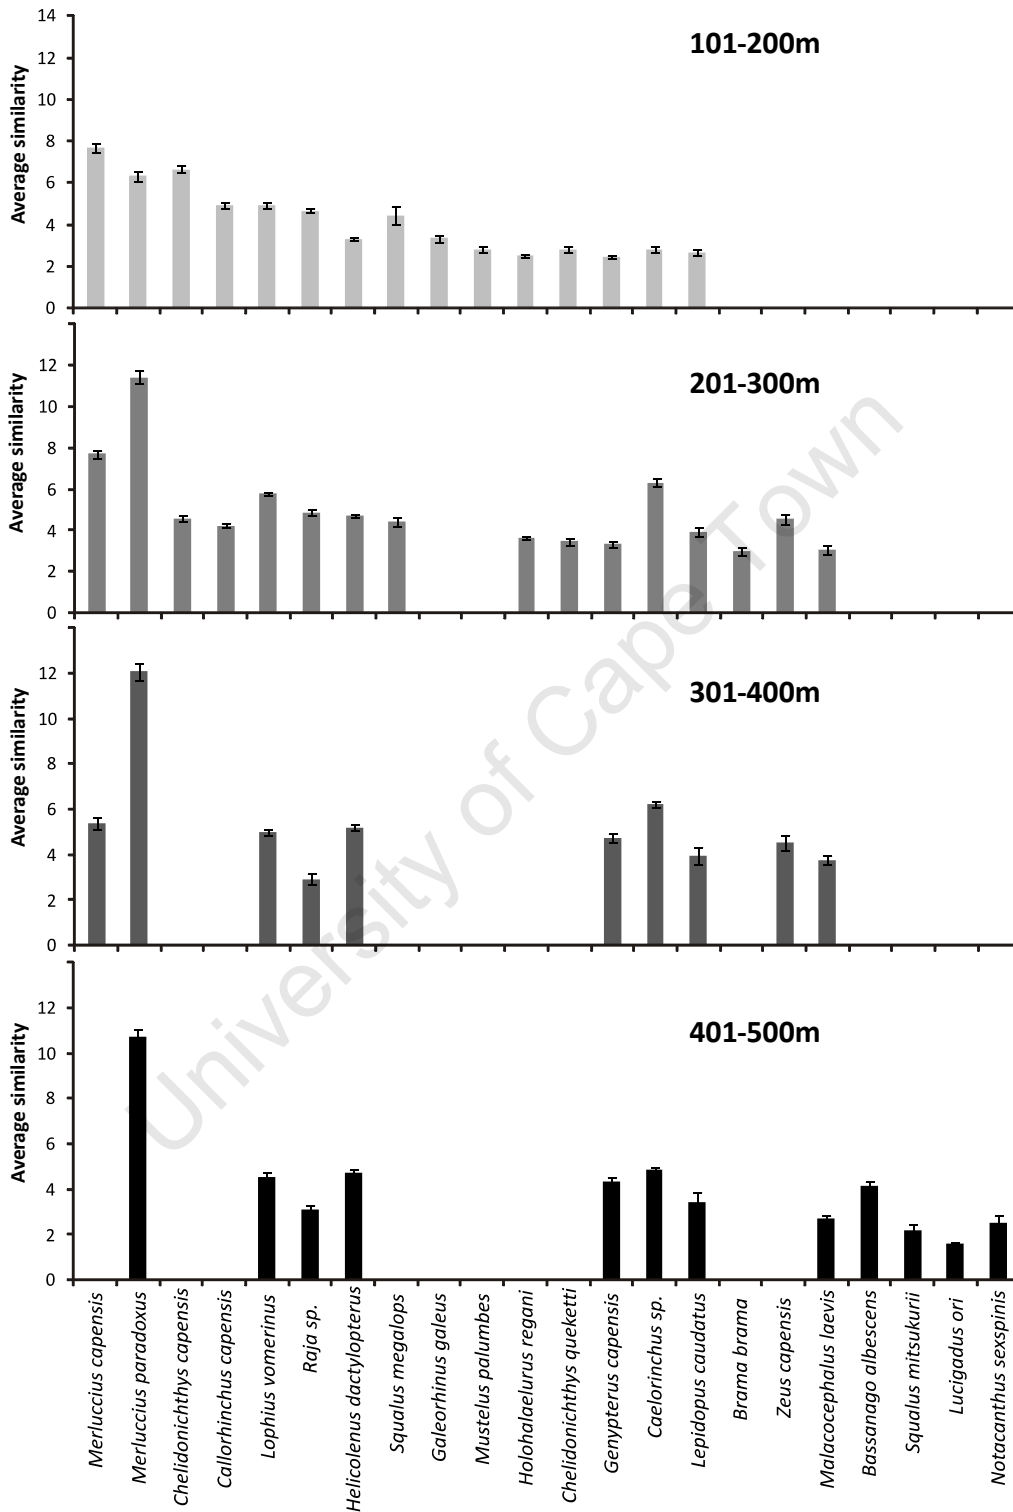 101-200m
Average similarity
14
12
10
8
6
4
2
0
201-300m
Average similarity
12
10
8
6
4
2
0
301-400m
Average similarity
12
10
8
6
4
2
0
401-500m
Average similarity
12
10
8
6
4
2
0
Merluccius capensis
Merluccius paradoxus
Chelidonichthys capensis
Callorhinchus capensis
Lophius vomerinus
Raja sp.
Helicolenus dactylopterus
Squalus megalops
Galeorhinus galeus
Mustelus palumbes
Holohalaelurus regani
Chelidonichthys queketti
Genypterus capensis
Caelorinchus sp.
Lepidopus caudatus
Brama brama
Zeus capensis
Malacocephalus laevis
Bassanago albescens
Squalus mitsukurii
Lucigadus ori
Notacanthus sexspinis
University of Cape Town